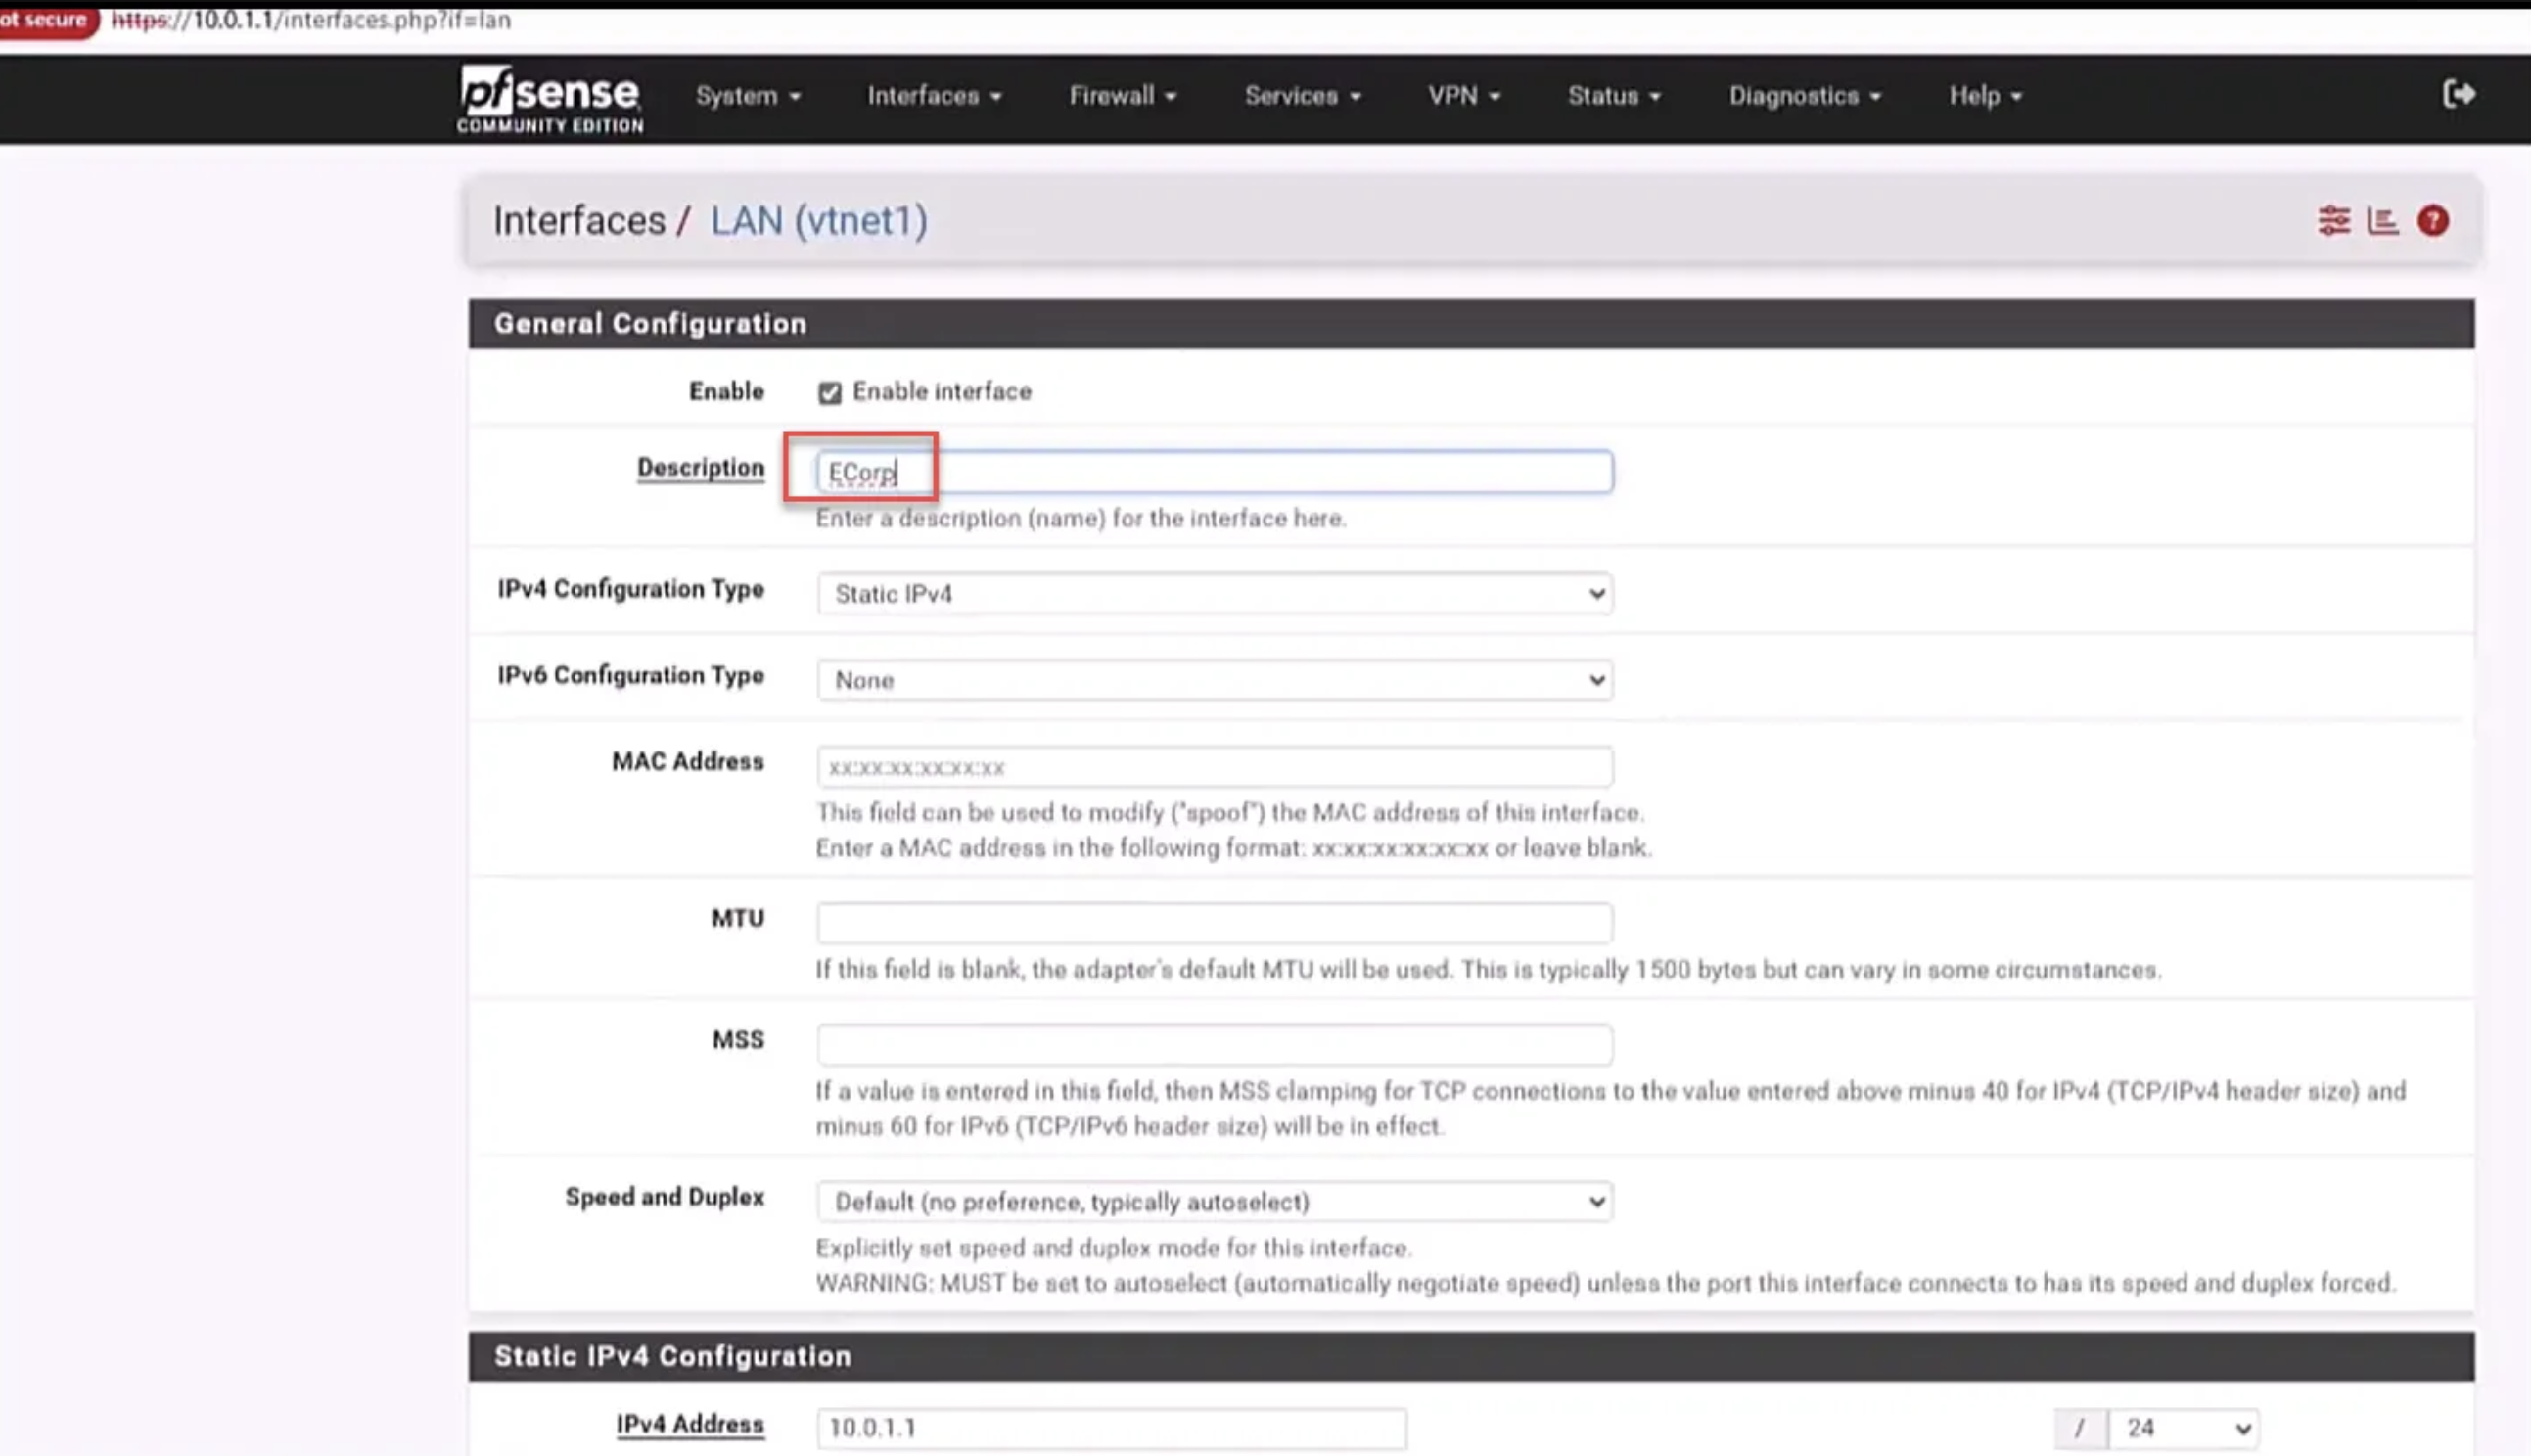 ot secure https://10.0.1.1/interfaces.php?if=lan
pfsense
COMMUNITY EDITION
System Interfaces Firewall Services VPN Status Diagnostics Help
Interfaces / LAN (vtnet1)
General Configuration
Enable Enable interface
Description ECorp
Enter a description (name) for the interface here.
IPv4 Configuration Type Static IPv4
IPv6 Configuration Type None
MAC Address xx:xx:xx:xx:xx:xx
This field can be used to modify ("spoof") the MAC address of this interface.
Enter a MAC address in the following format: xx:xx:xx:xx:xx:xx or leave blank.
MTU
If this field is blank, the adapter's default MTU will be used. This is typically 1500 bytes but can vary in some circumstances.
MSS
If a value is entered in this field, then MSS clamping for TCP connections to the value entered above minus 40 for IPv4 (TCP/IPv4 header size) and
minus 60 for IPv6 (TCP/IPv6 header size) will be in effect.
Speed and Duplex Default (no preference, typically autoselect)
Explicitly set speed and duplex mode for this interface.
WARNING: MUST be set to autoselect (automatically negotiate speed) unless the port this interface connects to has its speed and duplex forced.
Static IPv4 Configuration
IPv4 Address 10.0.1.1 / 24